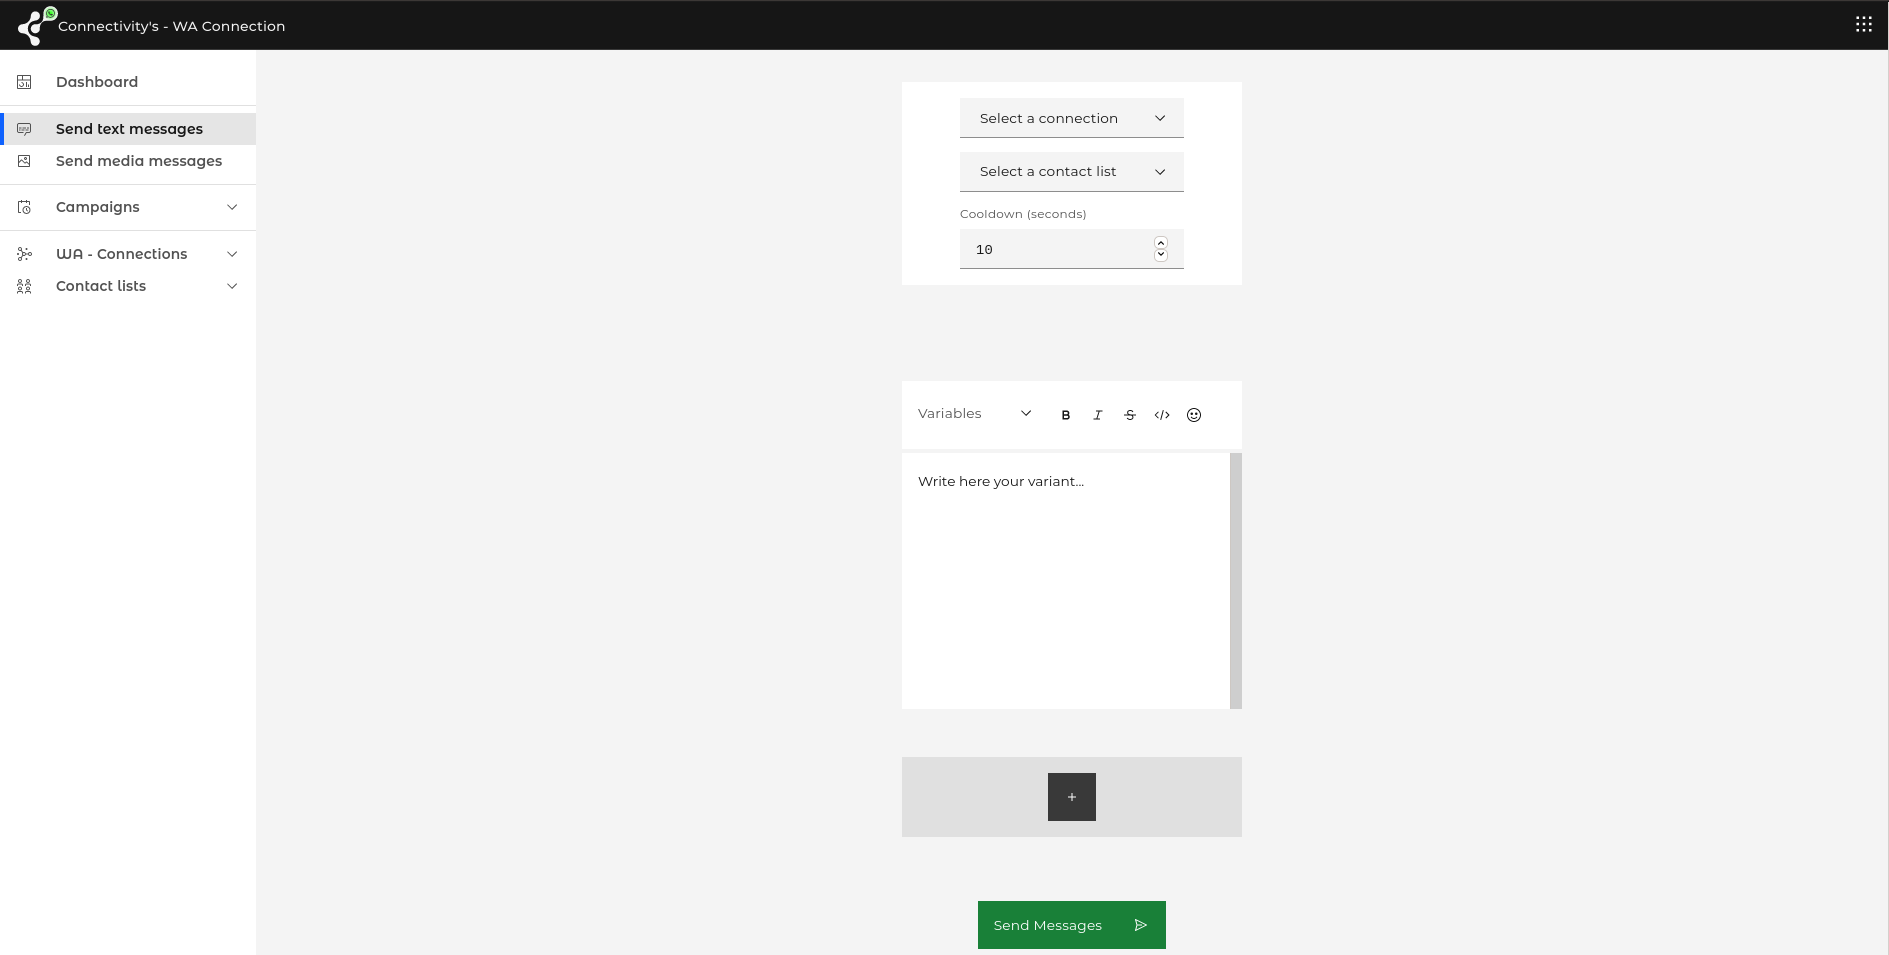 Connectivity's - WA Connection
Dashboard
Send text messages
Send media messages
Campaigns
WA - Connections
Contact lists
Select a connection
Select a contact list
Cooldown (seconds)
10
Variables
B I S </>
Write here your variant...
+
Send Messages